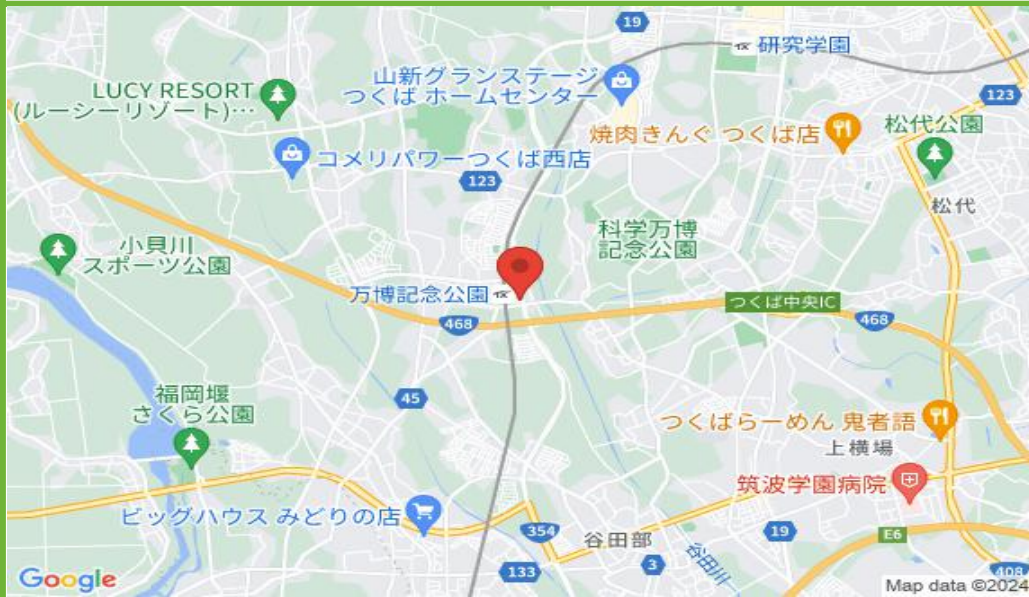 19
研究学園
山新グランステージ
つくば ホームセンター
LUCY RESORT
(ルーシーリゾート)…
123
焼肉きんぐ つくば店
松代公園
コメリパワーつくば西店
123
松代
科学万博
記念公園
小貝川
スポーツ公園
万博記念公園
つくば中央IC
468
468
福岡堰
さくら公園
45
つくばらーめん 鬼者語
上横場
筑波学園病院
ビッグハウス みどりの店
354
谷田部
19
E6
谷田川
3
133
408
Google
Map data ©2024